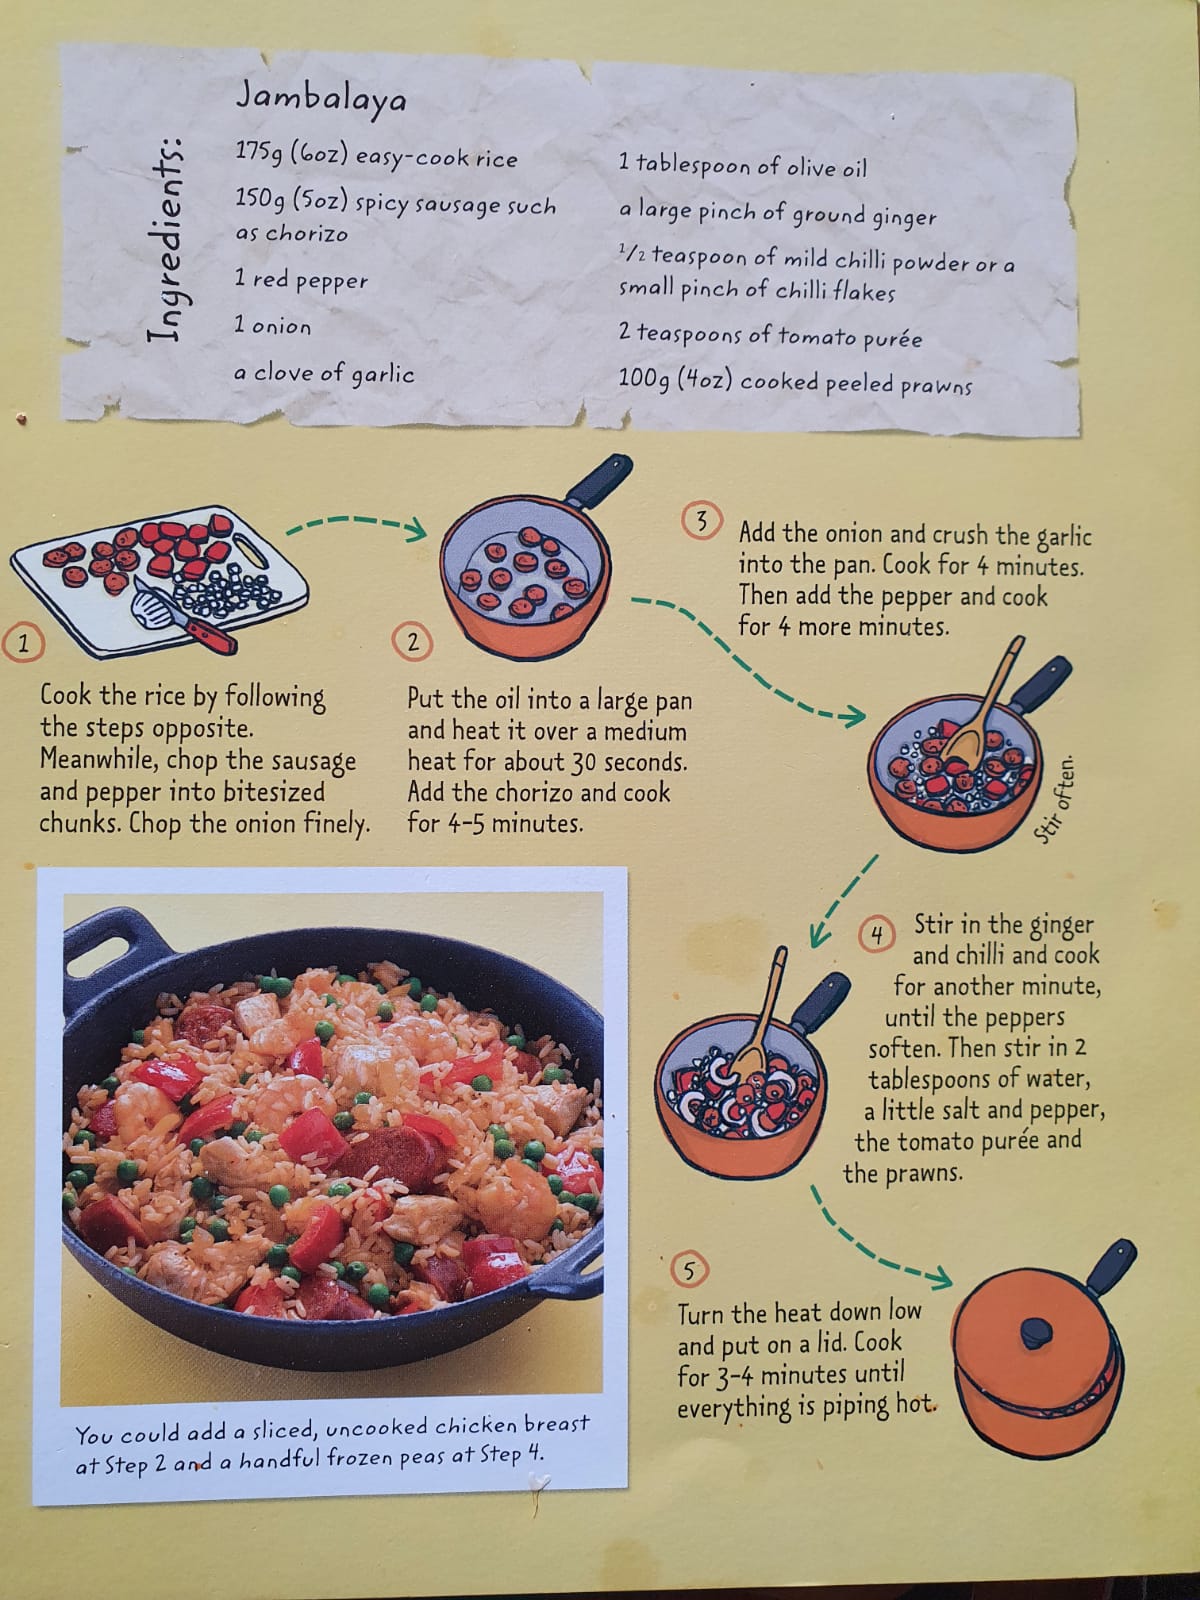 Jambalaya
Ingredients:
175g (6oz) easy-cook rice
150g (5oz) spicy sausage such
as chorizo
1 red pepper
1 onion
a clove of garlic
1 tablespoon of olive oil
a large pinch of ground ginger
1/2 teaspoon of mild chilli powder or a
small pinch of chilli flakes
2 teaspoons of tomato purée
100g (4oz) cooked peeled prawns
1
Cook the rice by following
the steps opposite.
Meanwhile, chop the sausage
and pepper into bitesized
chunks. Chop the onion finely.
2
Put the oil into a large pan
and heat it over a medium
heat for about 30 seconds.
Add the chorizo and cook
for 4-5 minutes.
3
Add the onion and crush the garlic
into the pan. Cook for 4 minutes.
Then add the pepper and cook
for 4 more minutes.
Stir often.
4
Stir in the ginger
and chilli and cook
for another minute,
until the peppers
soften. Then stir in 2
tablespoons of water,
a little salt and pepper,
the tomato purée and
the prawns.
5
Turn the heat down low
and put on a lid. Cook
for 3-4 minutes until
everything is piping hot.
You could add a sliced, uncooked chicken breast
at Step 2 and a handful frozen peas at Step 4.